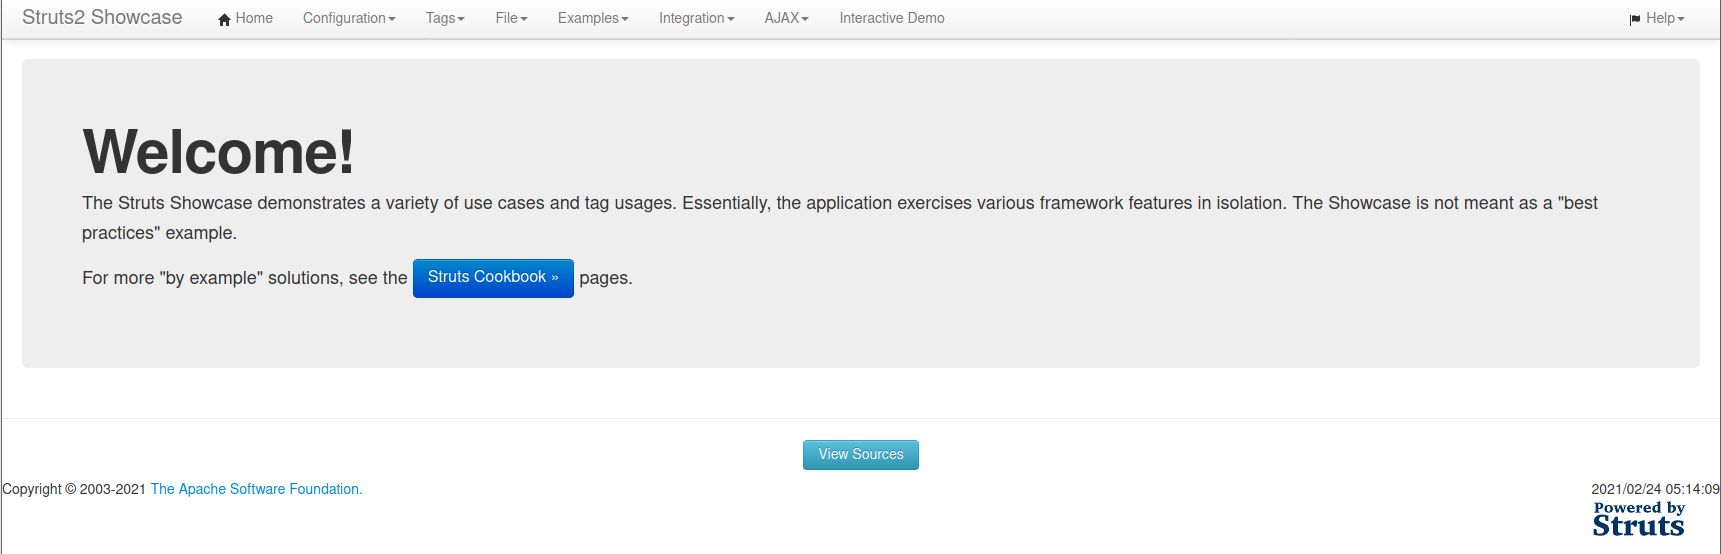 Struts2 Showcase Home Configuration Tags File Examples Integration AJAX Interactive Demo Help
Welcome!
The Struts Showcase demonstrates a variety of use cases and tag usages. Essentially, the application exercises various framework features in isolation. The Showcase is not meant as a "best
practices" example.
For more "by example" solutions, see the Struts Cookbook » pages.
View Sources
Copyright © 2003-2021 The Apache Software Foundation. 2021/02/24 05:14:09
Powered by
Struts